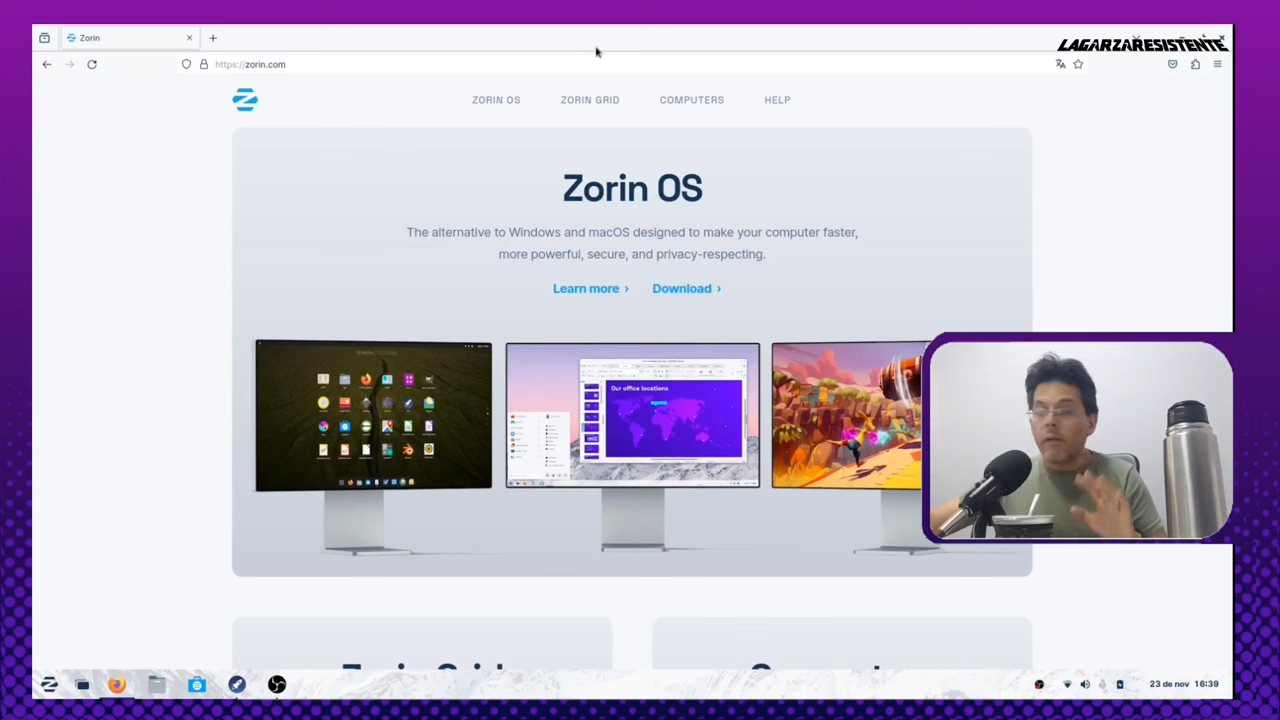 Zorin
LAGARZARESISTENTE
https://zorin.com
ZORIN OS
ZORIN GRID
COMPUTERS
HELP
Zorin OS
The alternative to Windows and macOS designed to make your computer faster,
more powerful, secure, and privacy-respecting.
Learn more ›
Download ›
Our office locations
23 de nov 16:39